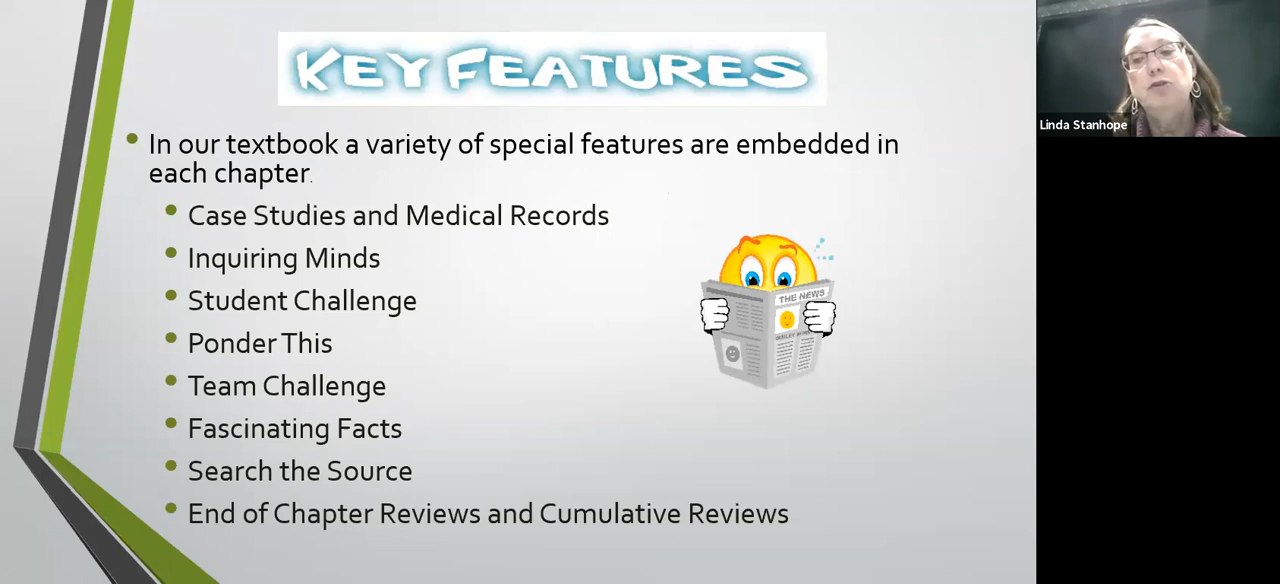 KEY FEATURES
• In our textbook a variety of special features are embedded in
each chapter.
• Case Studies and Medical Records
• Inquiring Minds
• Student Challenge
• Ponder This
• Team Challenge
• Fascinating Facts
• Search the Source
• End of Chapter Reviews and Cumulative Reviews
THE NEWS
Linda Stanhope